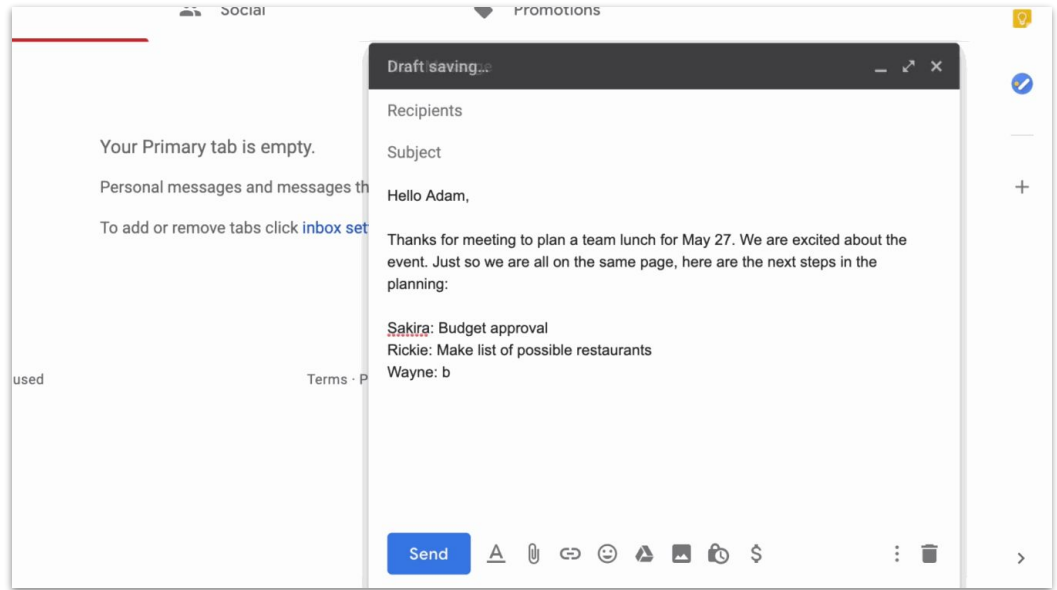 Social
Promotions
Draft saving...
Recipients
Your Primary tab is empty.
Subject
Personal messages and messages th
Hello Adam,
To add or remove tabs click inbox set
Thanks for meeting to plan a team lunch for May 27. We are excited about the
event. Just so we are all on the same page, here are the next steps in the
planning:
Sakira: Budget approval
Rickie: Make list of possible restaurants
Wayne: b
used
Terms · P
Send